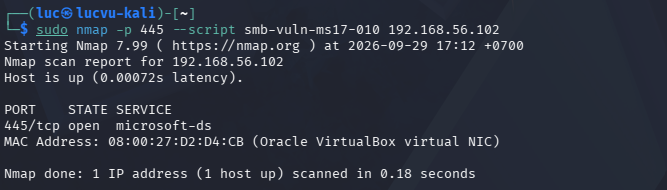 ┌──(luc㉿lucvu-kali)-[~]
└─$ sudo nmap -p 445 --script smb-vuln-ms17-010 192.168.56.102
Starting Nmap 7.99 ( https://nmap.org ) at 2026-09-29 17:12 +0700
Nmap scan report for 192.168.56.102
Host is up (0.00072s latency).

PORT    STATE SERVICE
445/tcp open  microsoft-ds
MAC Address: 08:00:27:D2:D4:CB (Oracle VirtualBox virtual NIC)

Nmap done: 1 IP address (1 host up) scanned in 0.18 seconds